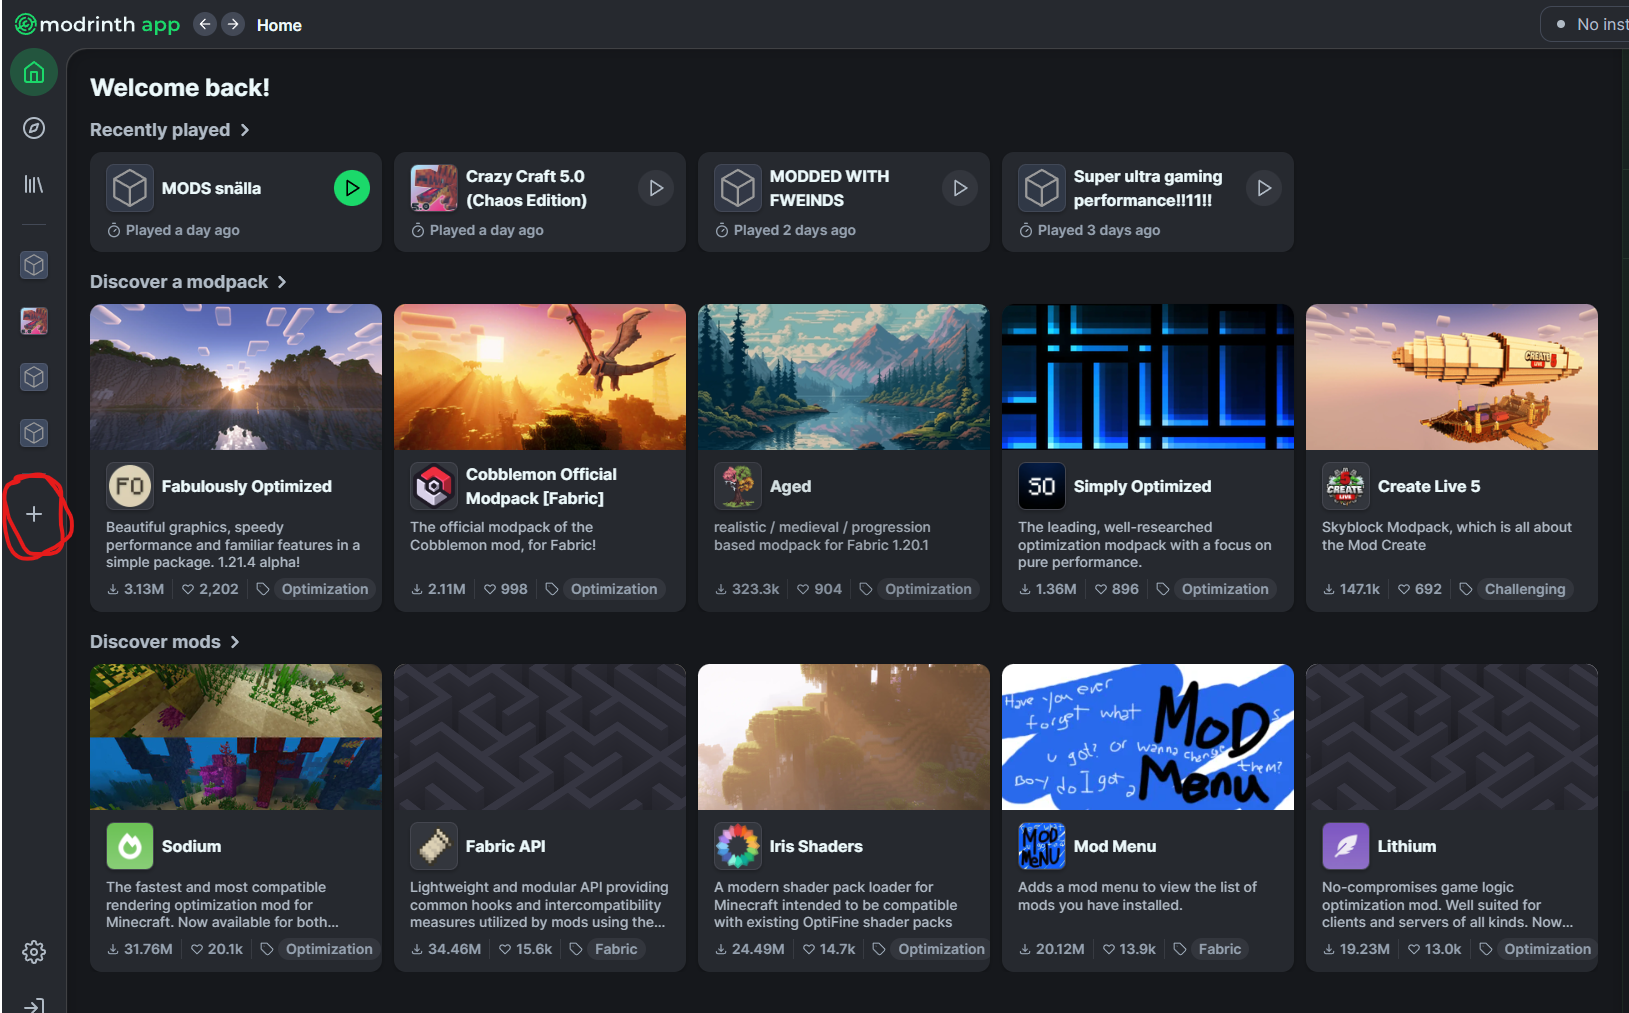 modrinth app
Home
No inst
Welcome back!
Recently played
MODS snälla
Played a day ago
Crazy Craft 5.0
(Chaos Edition)
Played a day ago
5.0
MODDED WITH
FWEINDS
Played 2 days ago
Super ultra gaming
performance!!11!!
Played 3 days ago
Discover a modpack
FO
Fabulously Optimized
Beautiful graphics, speedy
performance and familiar features in a
simple package. 1.21.4 alpha!
3.13M 2,202 Optimization
Cobblemon Official
Modpack [Fabric]
The official modpack of the
Cobblemon mod, for Fabric!
2.11M 998 Optimization
Aged
realistic / medieval / progression
based modpack for Fabric 1.20.1
323.3k 904 Optimization
SO
Simply Optimized
The leading, well-researched
optimization modpack with a focus on
pure performance.
1.36M 896 Optimization
CREATE 5
LIVE
5
CREATE
LIVE
Create Live 5
Skyblock Modpack, which is all about
the Mod Create
147.1k 692 Challenging
Discover mods
Sodium
The fastest and most compatible
rendering optimization mod for
Minecraft. Now available for both...
31.76M 20.1k Optimization
Fabric API
Lightweight and modular API providing
common hooks and intercompatibility
measures utilized by mods using the...
34.46M 15.6k Fabric
Iris Shaders
A modern shader pack loader for
Minecraft intended to be compatible
with existing OptiFine shader packs
24.49M 14.7k Optimization
Have you ever
forget what
MoD
u got? or wanna change
them?
Boy do I got a
Menu
MOD
MeNU
Mod Menu
Adds a mod menu to view the list of
mods you have installed.
20.12M 13.9k Fabric
Lithium
No-compromises game logic
optimization mod. Well suited for
clients and servers of all kinds. Now...
19.23M 13.0k Optimization